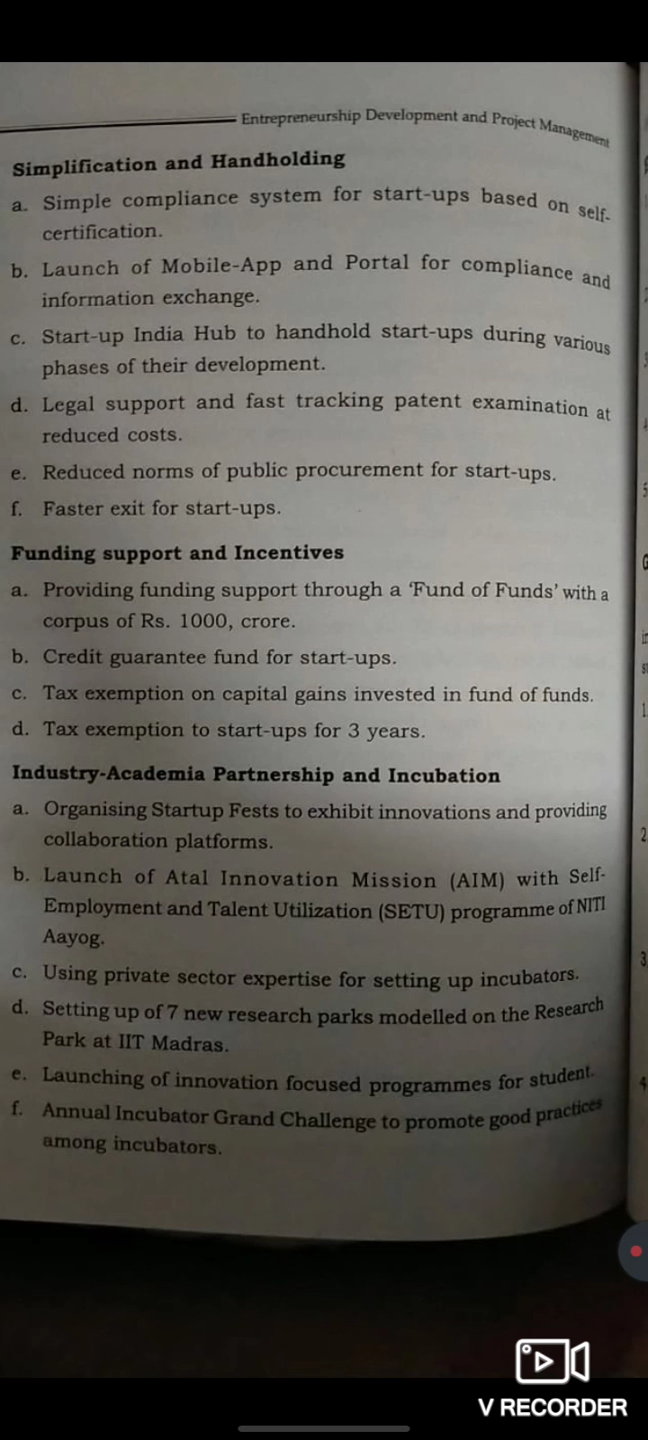 Entrepreneurship Development and Project Management
Simplification and Handholding
a. Simple compliance system for start-ups based on self-
certification.
b. Launch of Mobile-App and Portal for compliance and
information exchange.
c. Start-up India Hub to handhold start-ups during various
phases of their development.
d. Legal support and fast tracking patent examination at
reduced costs.
e. Reduced norms of public procurement for start-ups.
f. Faster exit for start-ups.
Funding support and Incentives
a. Providing funding support through a 'Fund of Funds' with a
corpus of Rs. 1000, crore.
b. Credit guarantee fund for start-ups.
c. Tax exemption on capital gains invested in fund of funds.
d. Tax exemption to start-ups for 3 years.
Industry-Academia Partnership and Incubation
a. Organising Startup Fests to exhibit innovations and providing
collaboration platforms.
b. Launch of Atal Innovation Mission (AIM) with Self-
Employment and Talent Utilization (SETU) programme of NITI
Aayog.
c. Using private sector expertise for setting up incubators.
d. Setting up of 7 new research parks modelled on the Research
Park at IIT Madras.
e. Launching of innovation focused programmes for student.
f. Annual Incubator Grand Challenge to promote good practices
among incubators.
V RECORDER